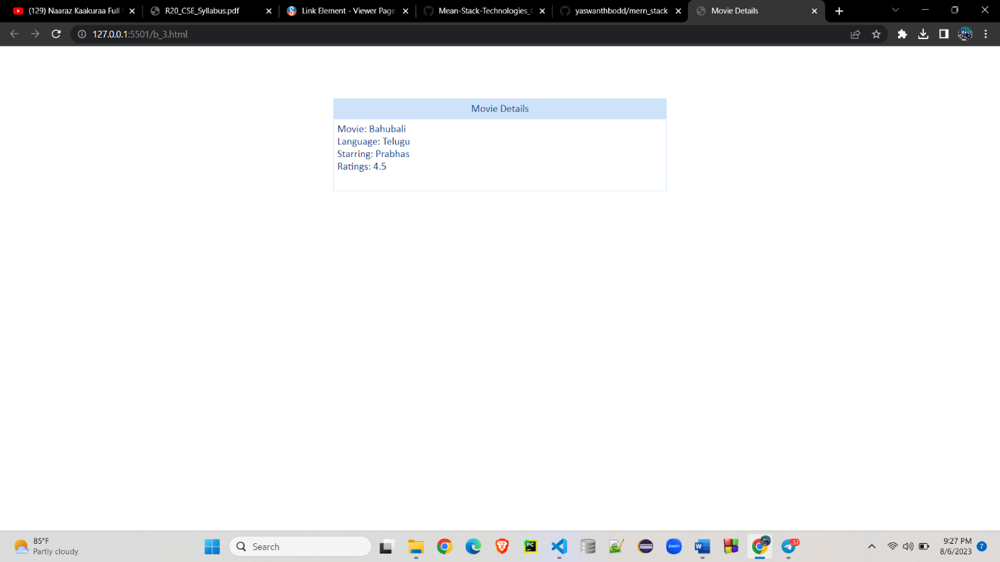 (129) Naaraz Kaakuraa Full
R20_CSE_Syllabus.pdf
Link Element - Viewer Page
Mean-Stack-Technologies_
yaswanthbodd/mern_stack
Movie Details
127.0.0.1:5501/b_3.html
Movie Details
Movie: Bahubali
Language: Telugu
Starring: Prabhas
Ratings: 4.5
85°F
Partly cloudy
Search
PC
zoom
W
57
9:27 PM
8/6/2023
7